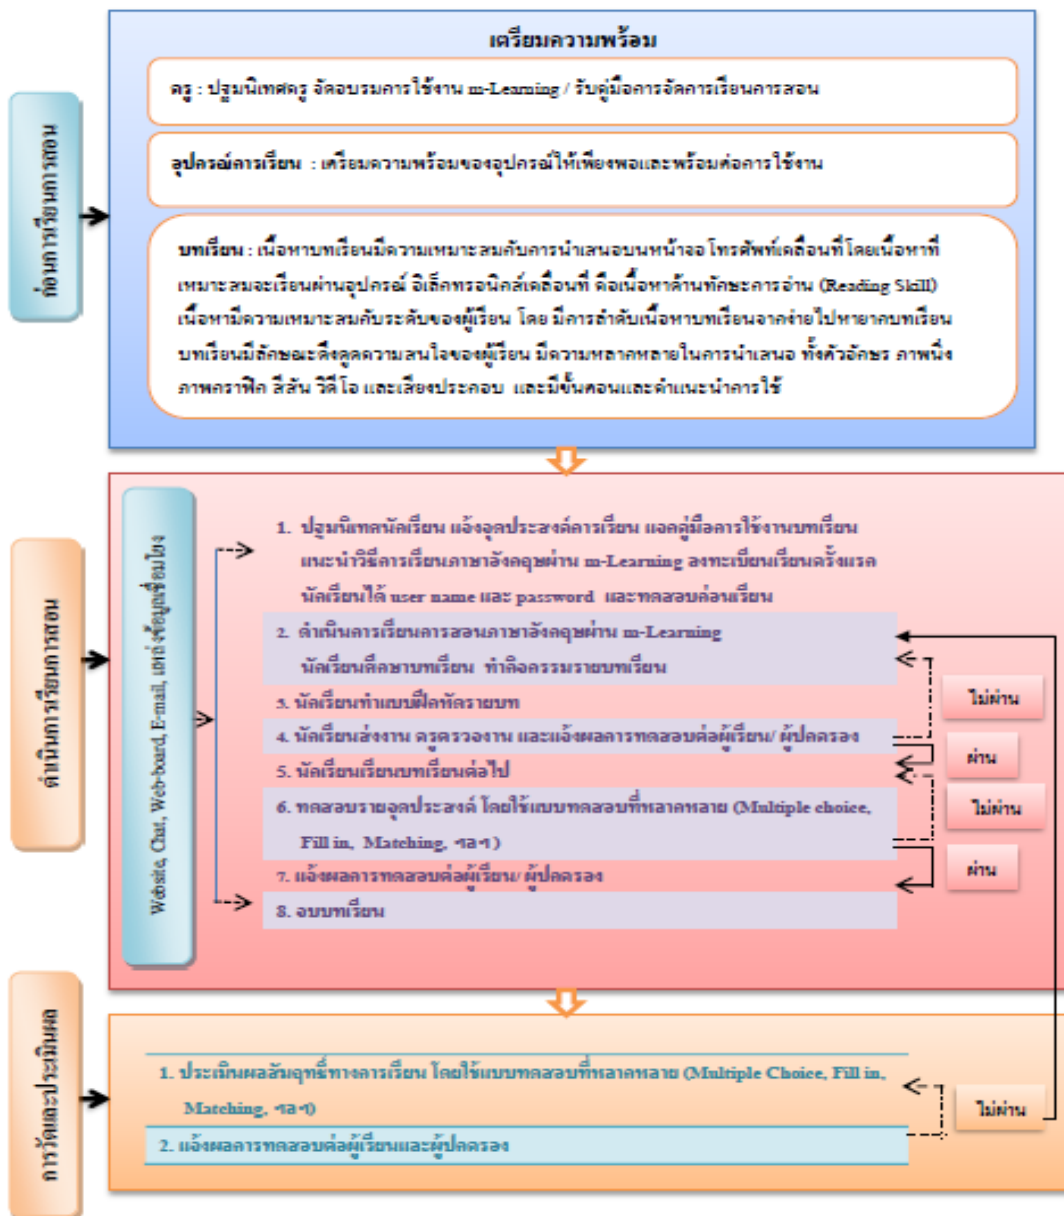 ก่อนการเรียนการสอน
เตรียมความพร้อม
ครู : ปฐมนิเทศครู จัดอบรมการใช้งาน m-Learning / รับคู่มือการจัดการเรียนการสอน
อุปกรณ์การเรียน : เตรียมความพร้อมของอุปกรณ์ให้เพียงพอและพร้อมต่อการใช้งาน
บทเรียน : เนื้อหาบทเรียนมีความเหมาะสมกับการนำเสนอบนหน้าจอ โทรศัพท์เคลื่อนที่โดยเนื้อหาที่
เหมาะสมจะเรียนผ่านอุปกรณ์ อิเล็กทรอนิกส์เคลื่อนที่ คือเนื้อหาด้านทักษะการอ่าน (Reading Skill)
เนื้อหามีความเหมาะสมกับระดับของผู้เรียน โดย มีการลำดับเนื้อหาบทเรียนจากง่ายไปหายากบทเรียน
บทเรียนมีลักษณะดึงดูดความสนใจของผู้เรียน มีความหลากหลายในการนำเสนอ ทั้งตัวอักษร ภาพนิ่ง
ภาพกราฟิก สีสัน วิดีโอ และเสียงประกอบ และมีขั้นตอนและคำแนะนำการใช้
ดำเนินการเรียนการสอน
Website, Chat, Web-board, E-mail, แหล่งข้อมูลเชื่อมโยง
1. ปฐมนิเทศนักเรียน แจ้งจุดประสงค์การเรียน แจกคู่มือการใช้งานบทเรียน
แนะนำวิธีการเรียนภาษาอังกฤษผ่าน m-Learning ลงทะเบียนเรียนครั้งแรก
นักเรียนได้ user name และ password และทดสอบก่อนเรียน
2. ดำเนินการเรียนการสอนภาษาอังกฤษผ่าน m-Learning
นักเรียนศึกษาบทเรียน ทำกิจกรรมรายบทเรียน
3. นักเรียนทำแบบฝึกหัดรายบท
4. นักเรียนส่งงาน ครูตรวจงาน และแจ้งผลการทดสอบต่อผู้เรียน/ ผู้ปกครอง
5. นักเรียนเรียนบทเรียนต่อไป
6. ทดสอบรายจุดประสงค์ โดยใช้แบบทดสอบที่หลากหลาย (Multiple choice,
Fill in, Matching, ฯลฯ )
7. แจ้งผลการทดสอบต่อผู้เรียน/ ผู้ปกครอง
8. จบบทเรียน
ไม่ผ่าน
ผ่าน
ไม่ผ่าน
ผ่าน
การวัดและประเมินผล
1. ประเมินผลสัมฤทธิ์ทางการเรียน โดยใช้แบบทดสอบที่หลากหลาย (Multiple Choice, Fill in,
Matching, ฯลฯ)
2. แจ้งผลการทดสอบต่อผู้เรียนและผู้ปกครอง
ไม่ผ่าน